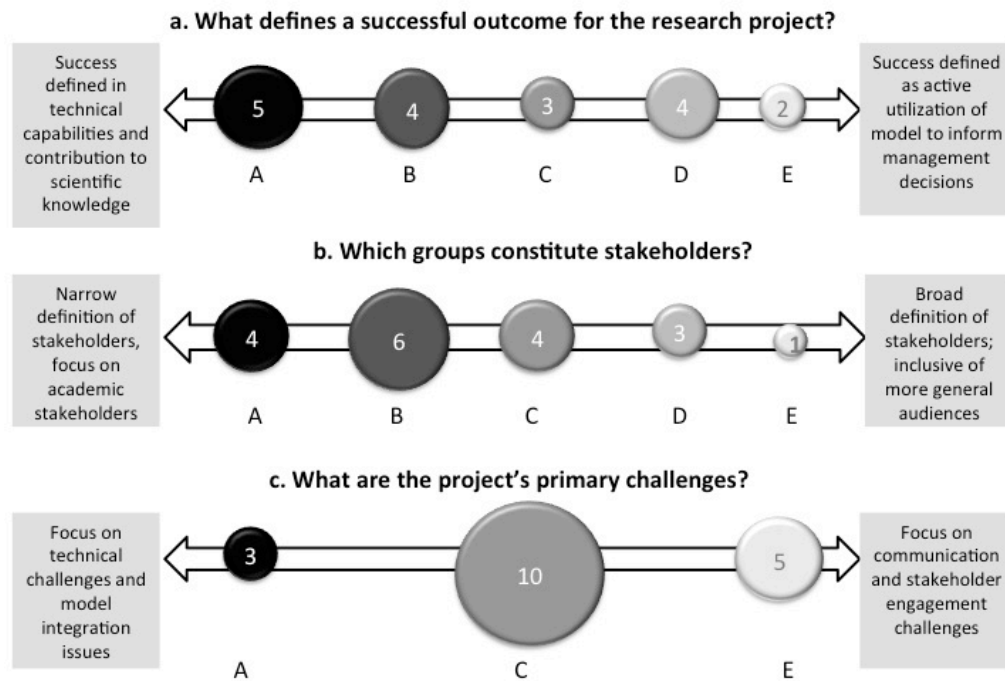 a. What defines a successful outcome for the research project?
Success
defined in
technical
capabilities and
contribution to
scientific
knowledge
5
4
3
4
2
Success defined
as active
utilization of
model to inform
management
decisions
A
B
C
D
E
b. Which groups constitute stakeholders?
Narrow
definition of
stakeholders,
focus on
academic
stakeholders
4
6
4
3
1
Broad
definition of
stakeholders;
inclusive of
more general
audiences
A
B
C
D
E
c. What are the project's primary challenges?
Focus on
technical
challenges and
model
integration
issues
3
10
5
Focus on
communication
and stakeholder
engagement
challenges
A
C
E